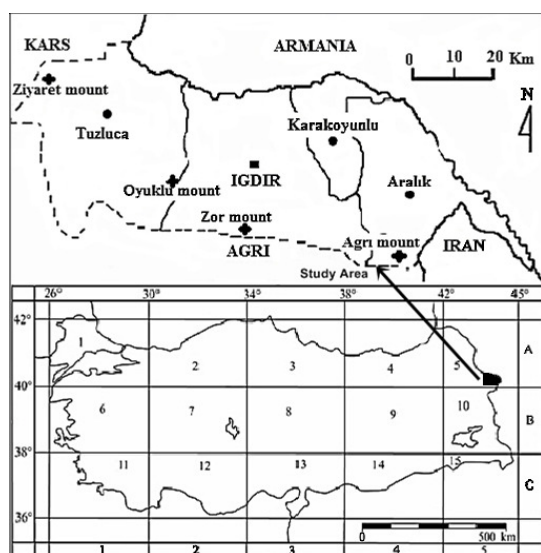 KARS
ARMANIA
0 10 20 Km
Ziyaret mount
N
Tuzluca
Karakoyunlu
Oyuklu mount
IGDIR
Aralık
Zor mount
AGRI
Agrı mount
IRAN
Study Area
26° 30° 34° 38° 42° 45°
42°
1
2
3
4
5
A
40°
6
7
8
9
10
B
38°
11
12
13
14
15
C
36°
0 500 km
1 2 3 4 5